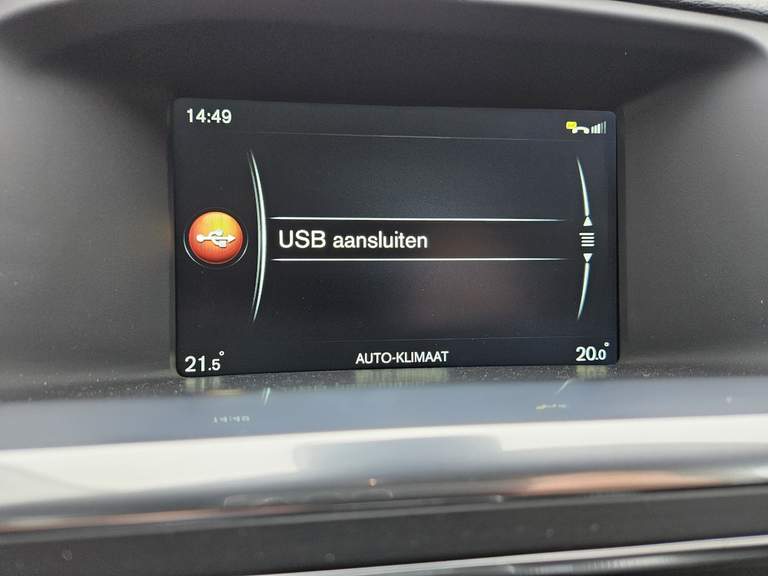 14:49
USB aansluiten
21.5°
AUTO-KLIMAAT
20.0°